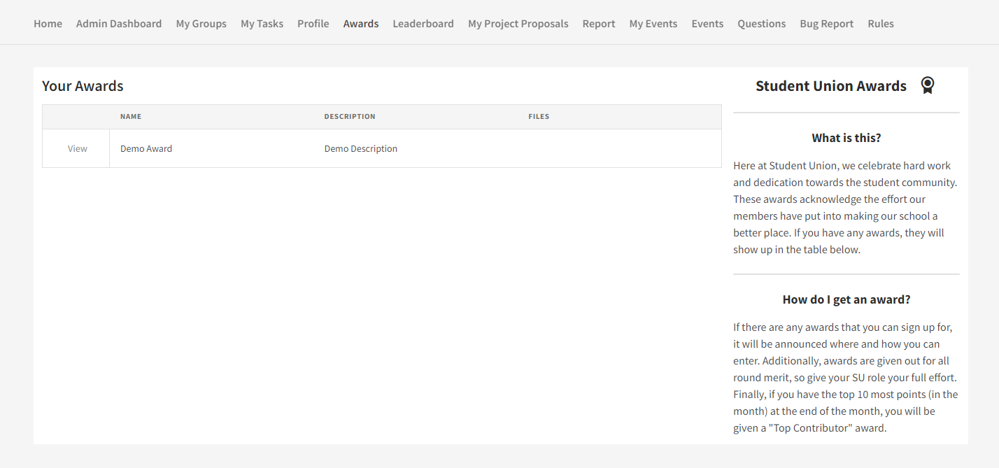 Home Admin Dashboard My Groups My Tasks Profile Awards Leaderboard My Project Proposals Report My Events Events Questions Bug Report Rules
Your Awards
NAME DESCRIPTION FILES
View Demo Award Demo Description
Student Union Awards
What is this?
Here at Student Union, we celebrate hard work
and dedication towards the student community.
These awards acknowledge the effort our
members have put into making our school a
better place. If you have any awards, they will
show up in the table below.
How do I get an award?
If there are any awards that you can sign up for,
it will be announced where and how you can
enter. Additionally, awards are given out for all
round merit, so give your SU role your full effort.
Finally, if you have the top 10 most points (in the
month) at the end of the month, you will be
given a "Top Contributor" award.